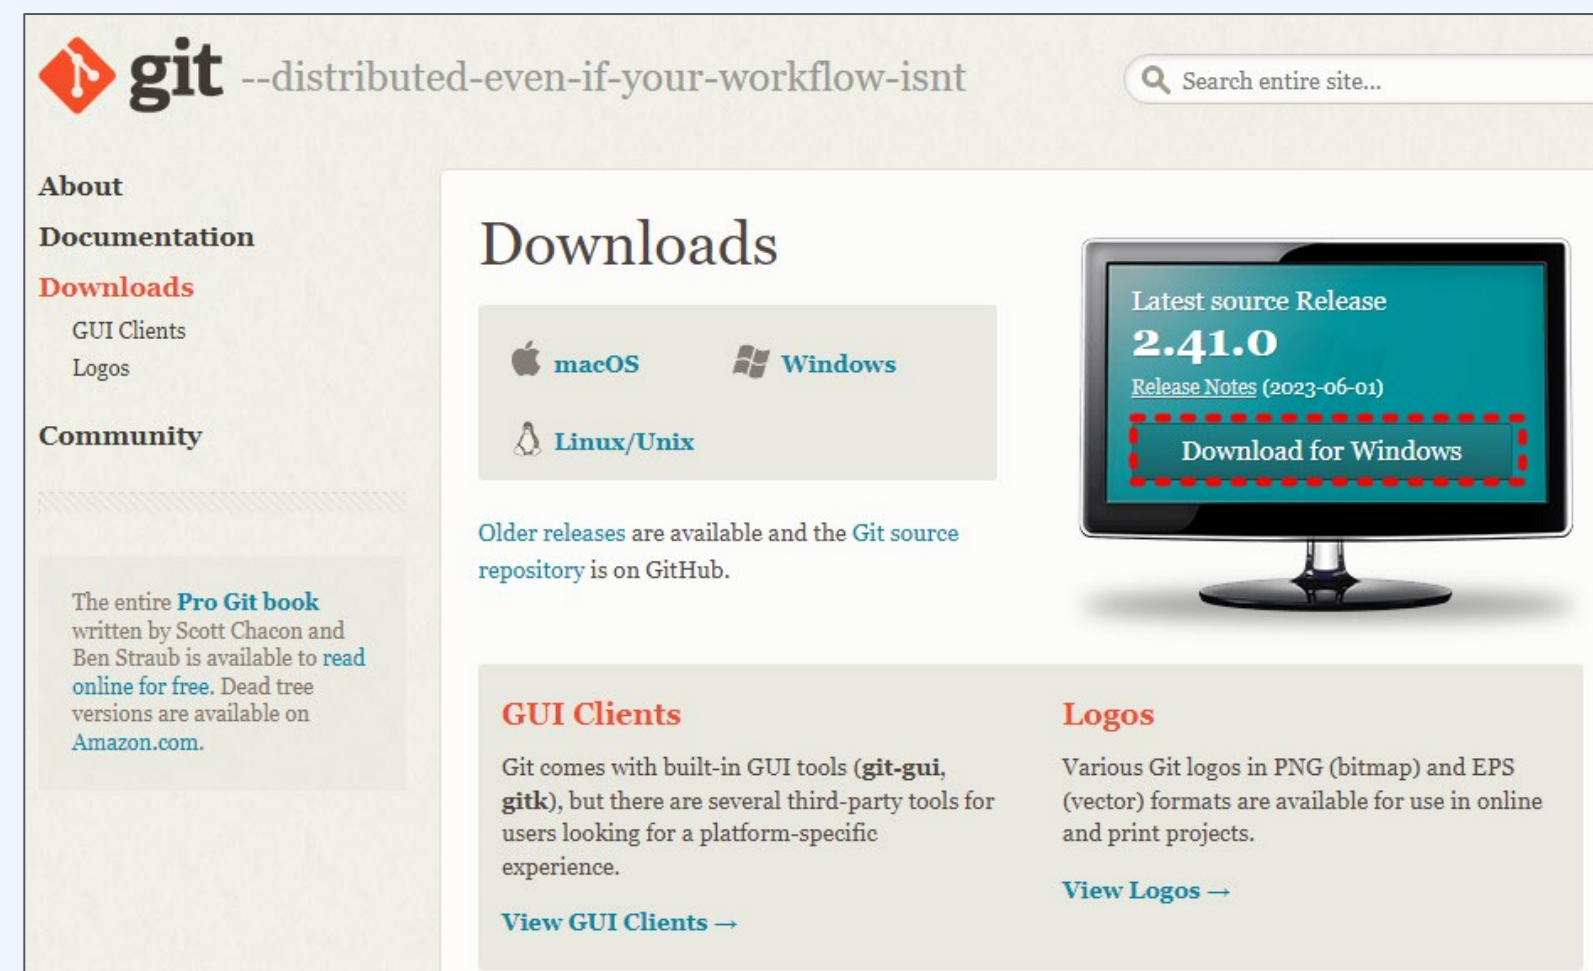 git --distributed-even-if-your-workflow-isnt
Search entire site...
About
Documentation
Downloads
GUI Clients
Logos
Community
The entire Pro Git book
written by Scott Chacon and
Ben Straub is available to read
online for free. Dead tree
versions are available on
Amazon.com.
Downloads
macOS
Windows
Linux/Unix
Older releases are available and the Git source
repository is on GitHub.
Latest source Release
2.41.0
Release Notes (2023-06-01)
Download for Windows
GUI Clients
Git comes with built-in GUI tools (git-gui,
gitk), but there are several third-party tools for
users looking for a platform-specific
experience.
View GUI Clients →
Logos
Various Git logos in PNG (bitmap) and EPS
(vector) formats are available for use in online
and print projects.
View Logos →